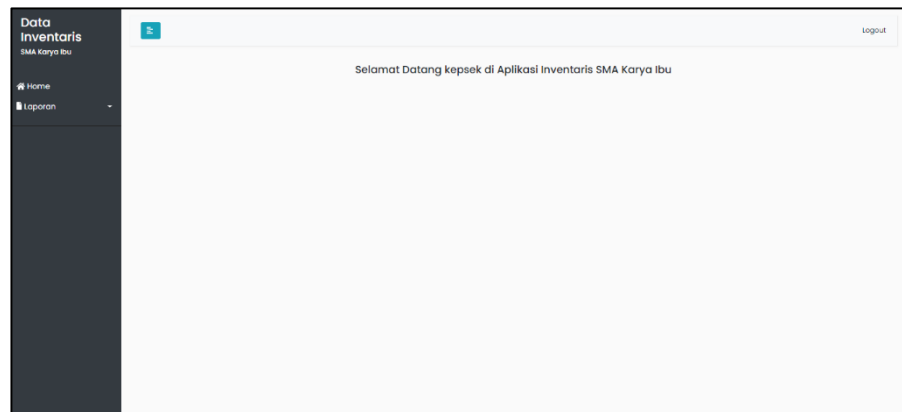 Data
Inventaris
SMA Karya Ibu
Home
Laporan
Logout
Selamat Datang kepsek di Aplikasi Inventaris SMA Karya Ibu